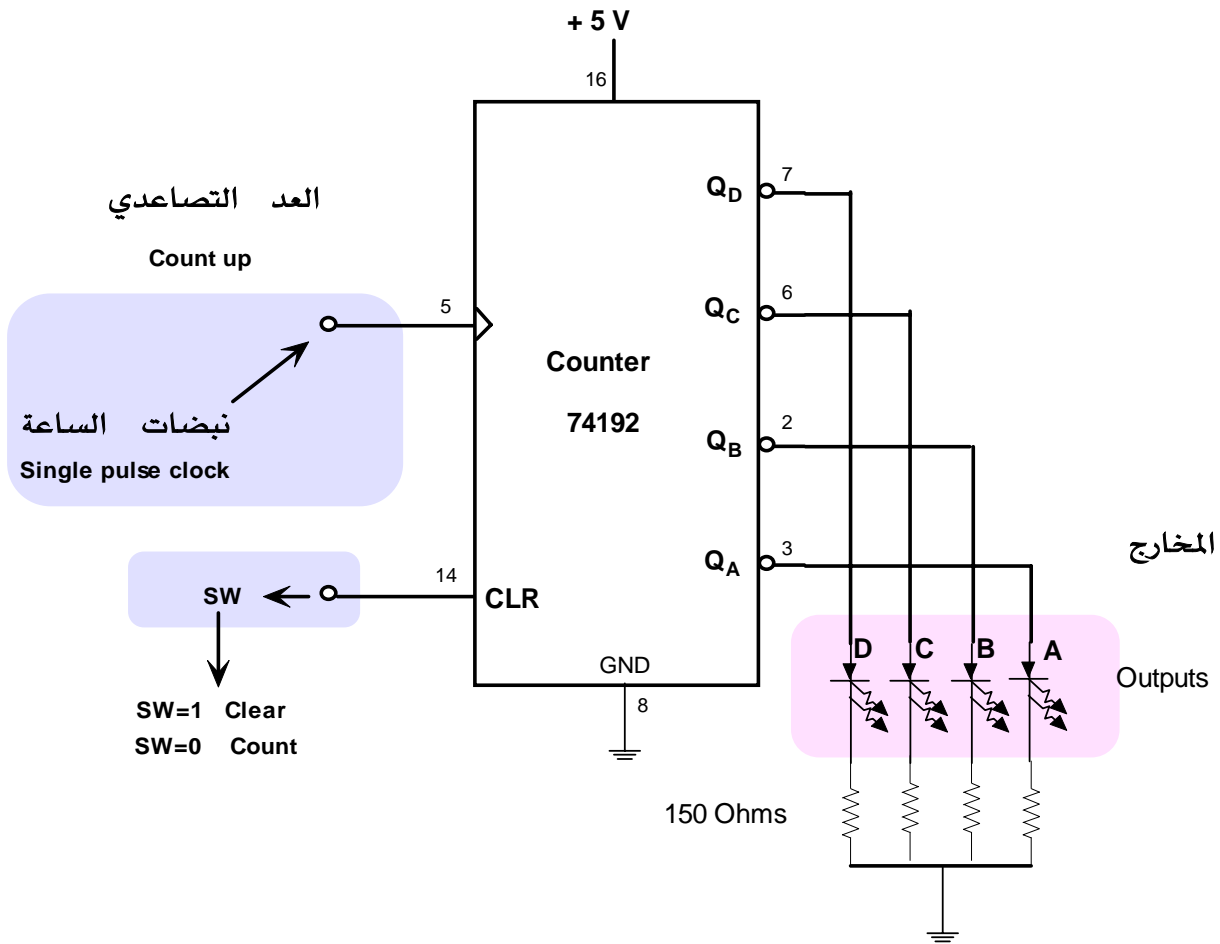 + 5 V
16
العد التصاعدي
Count up
5
نبضات الساعة
Single pulse clock
Counter
74192
Q_D
7
Q_C
6
Q_B
2
Q_A
3
المخارج
SW
14
CLR
SW=1 Clear
SW=0 Count
GND
8
D C B A
Outputs
150 Ohms